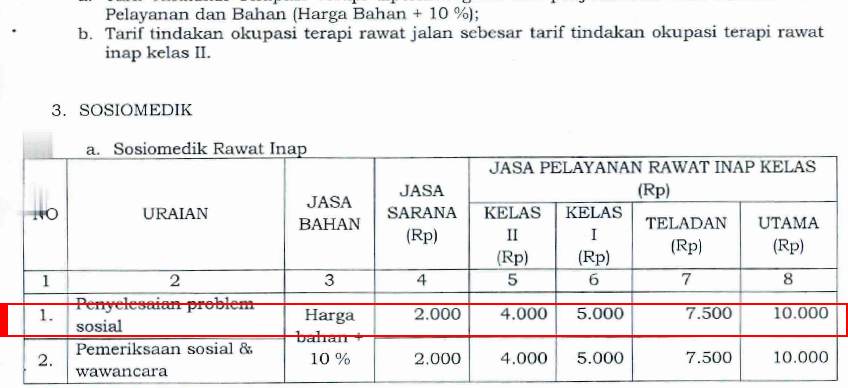 Pelayanan dan Bahan (Harga Bahan + 10 %);
b. Tarif tindakan okupasi terapi rawat jalan sebesar tarif tindakan okupasi terapi rawat
inap kelas II.
3. SOSIOMEDIK
a. Sosiomedik Rawat Inap
NO URAIAN JASA BAHAN JASA SARANA (Rp) JASA PELAYANAN RAWAT INAP KELAS (Rp)
KELAS II (Rp) KELAS I (Rp) TELADAN (Rp) UTAMA (Rp)
1 2 3 4 5 6 7 8
1. Penyelesaian problem sosial Harga bahan + 10 % 2.000 4.000 5.000 7.500 10.000
2. Pemeriksaan sosial & wawancara 2.000 4.000 5.000 7.500 10.000